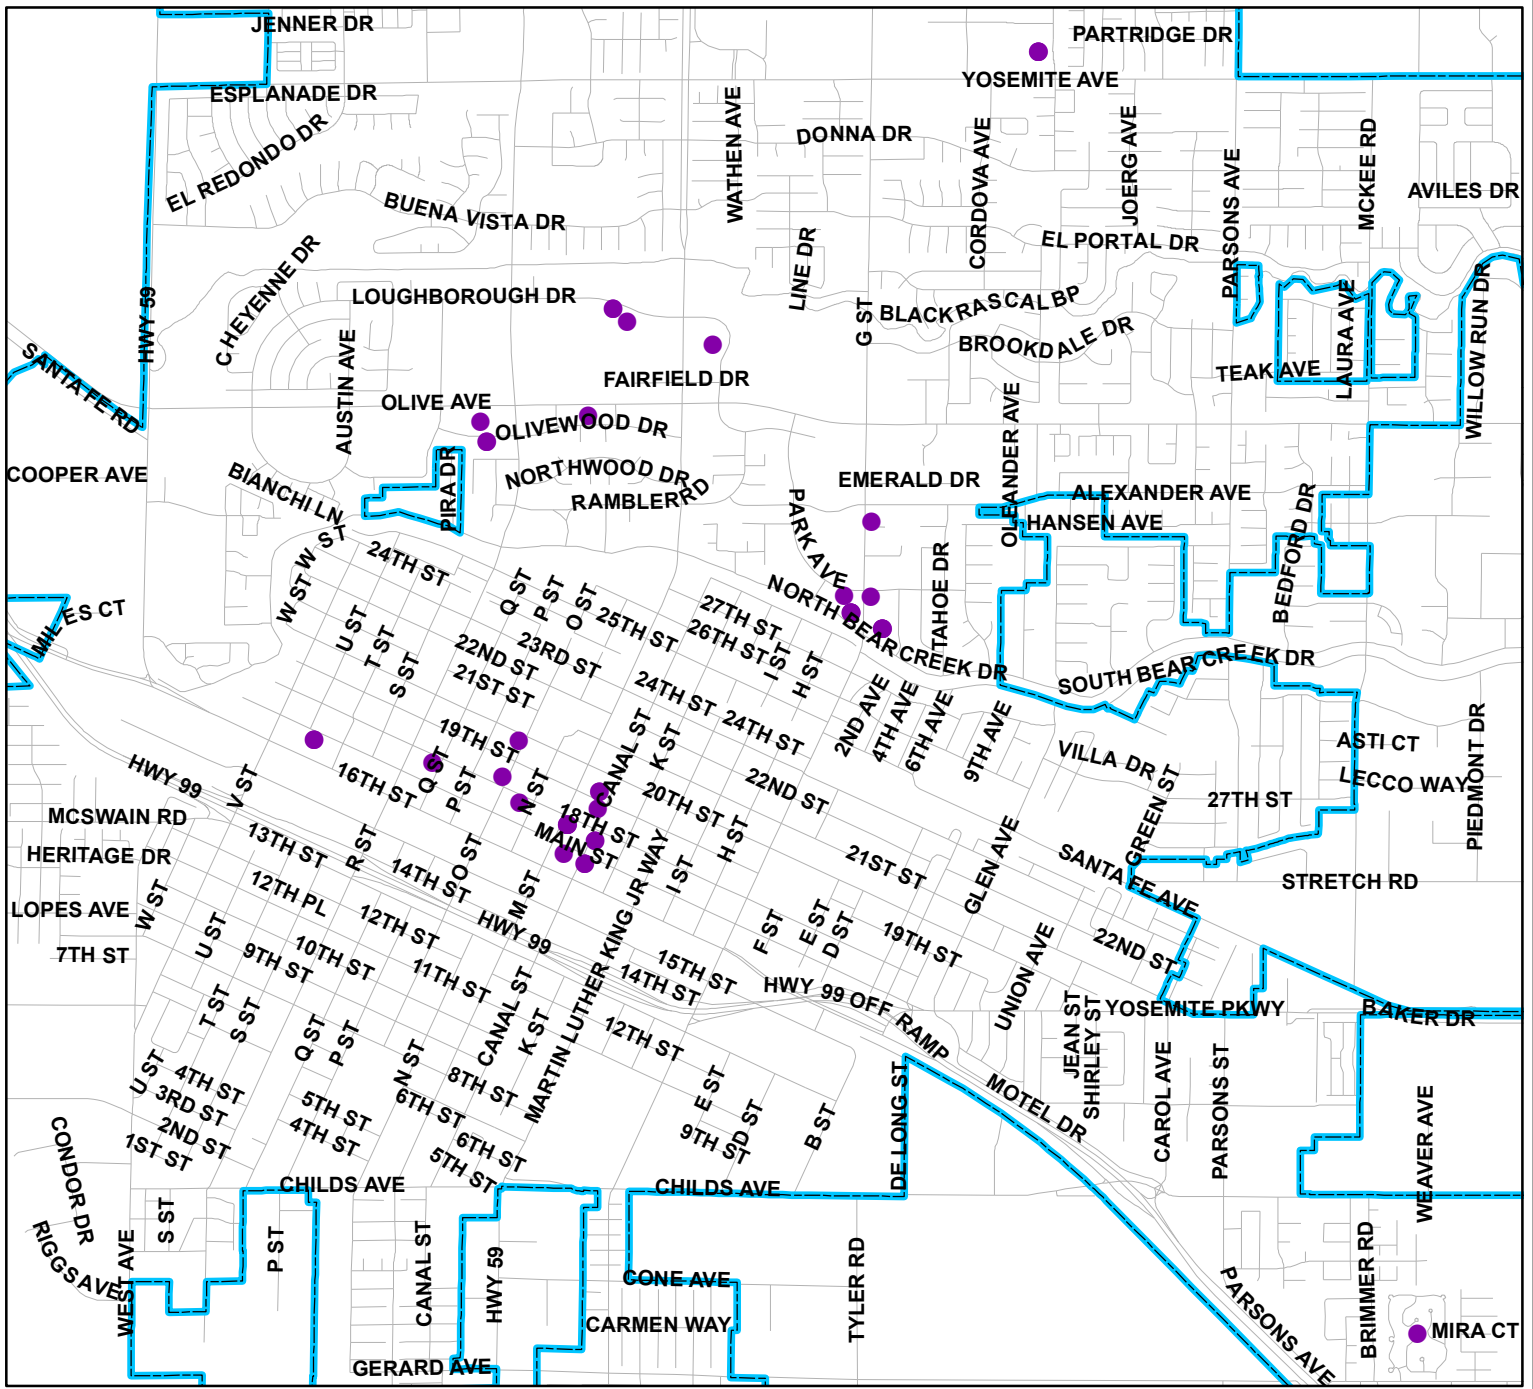 JENNER DR
PARTRIDGE DR
YOSEMITE AVE
ESPLANADE DR
EL REDONDO DR
WATHEN AVE
DONNA DR
CORDOVA AVE
JOERG AVE
PARSONS AVE
MCKEE RD
AVILES DR
BUENA VISTA DR
EL PORTAL DR
C HEYENNE DR
LINE DR
HWY 59
LOUGHBOROUGH DR
G ST
BLACK RASCAL BP
BROOKDALE DR
LAURA AVE
WILLOW RUN DR
SANTA FE RD
AUSTIN AVE
FAIRFIELD DR
TEAK AVE
OLIVE AVE
OLIVEWOOD DR
OLEANDER AVE
COOPER AVE
BIANCHI LN
PIRA DR
NORTHWOOD DR
RAMBLER RD
EMERALD DR
PARK AVE
ALEXANDER AVE
HANSEN AVE
BEDFORD DR
W ST
24TH ST
W ST
Q ST
P ST
O ST
25TH ST
27TH ST
26TH ST
NORTH BEAR CREEK DR
TAHOE DR
MILES CT
U ST
T ST
S ST
22ND ST
23RD ST
21ST ST
I ST
H ST
SOUTH BEAR CREEK DR
24TH ST
24TH ST
2ND AVE
4TH AVE
6TH AVE
9TH AVE
19TH ST
CANAL ST
K ST
VILLA DR
ASTI CT
LECCO WAY
PIEDMONT DR
HWY 99
V ST
16TH ST
Q ST
P ST
N ST
20TH ST
22ND ST
27TH ST
GREEN ST
MCSWAIN RD
HERITAGE DR
13TH ST
R ST
14TH ST
O ST
18TH ST
MAIN ST
H ST
I ST
21ST ST
GLEN AVE
SANTA FE AVE
STRETCH RD
LOPES AVE
W ST
12TH PL
12TH ST
M ST
HWY 99
MARTIN LUTHER KING JR WAY
F ST
E ST
D ST
19TH ST
UNION AVE
22ND ST
7TH ST
U ST
9TH ST
10TH ST
11TH ST
15TH ST
14TH ST
HWY 99 OFF RAMP
YOSEMITE PKWY
BAKER DR
T ST
S ST
Q ST
P ST
N ST
CANAL ST
K ST
12TH ST
JEAN ST
SHIRLEY ST
CAROL AVE
PARSONS ST
U ST
4TH ST
3RD ST
2ND ST
1ST ST
5TH ST
4TH ST
8TH ST
6TH ST
6TH ST
5TH ST
E ST
D ST
9TH ST
B ST
DE LONG ST
MOTEL DR
WEAVER AVE
CONDOR DR
RIGGS AVE
WEST AVE
S ST
P ST
CHILDS AVE
CHILDS AVE
CANAL ST
HWY 59
CONE AVE
CARMEN WAY
TYLER RD
PARSONS AVE
BRIMMER RD
MIRA CT
GERARD AVE